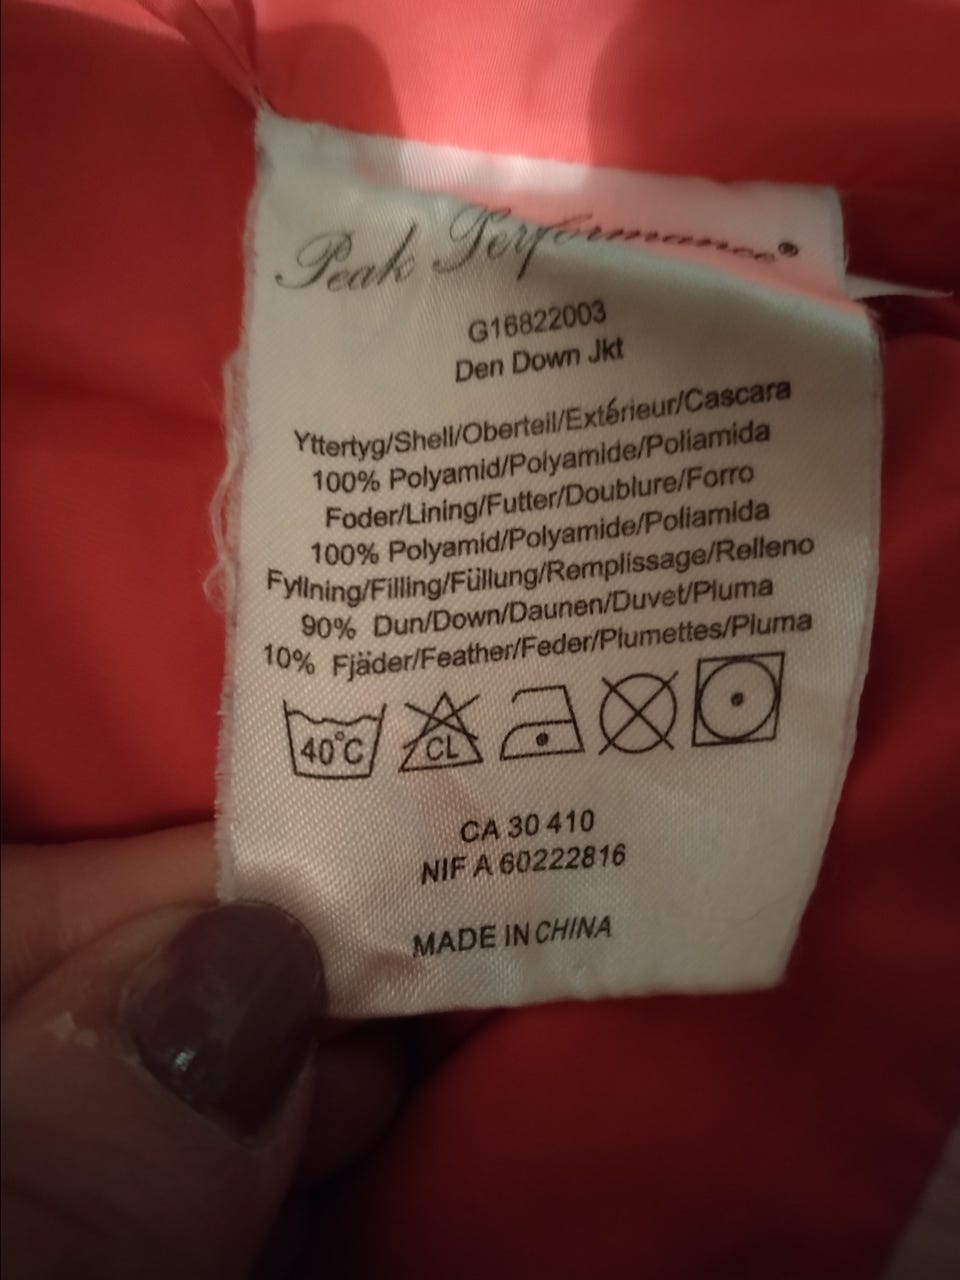 Peak Performance®
G16822003
Den Down Jkt
Yttertyg/Shell/Oberteil/Extérieur/Cascara
100% Polyamid/Polyamide/Poliamida
Foder/Lining/Futter/Doublure/Forro
100% Polyamid/Polyamide/Poliamida
Fyllning/Filling/Füllung/Remplissage/Relleno
90% Dun/Down/Daunen/Duvet/Pluma
10% Fjäder/Feather/Feder/Plumettes/Pluma
40°C CL
CA 30 410
NIF A 60222816
MADE IN CHINA